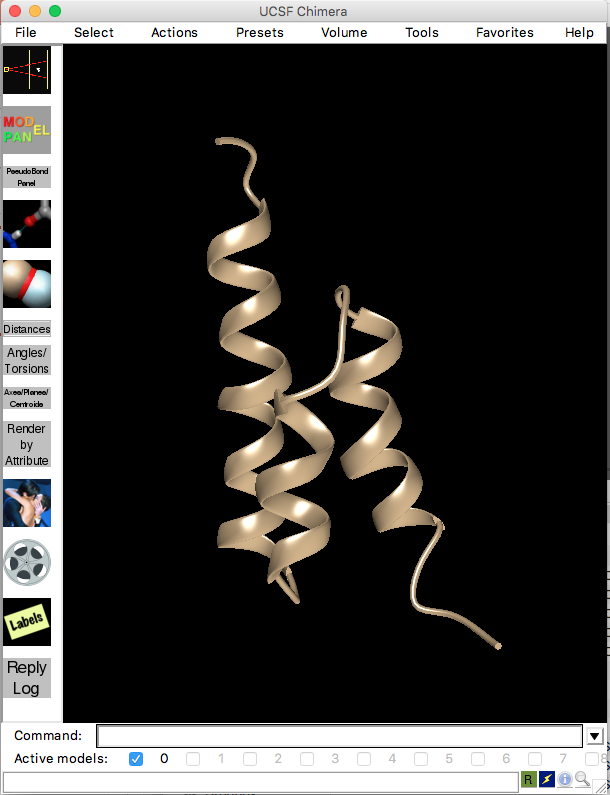 UCSF Chimera
File Select Actions Presets Volume Tools Favorites Help
MODEL
PANEL
PseudoBond
Panel
Distances
Angles/
Torsions
Axes/Planes/
Centroids
Render
by
Attribute
Labels
Reply
Log
Command:
Active models: 0 1 2 3 4 5 6 7 8
R